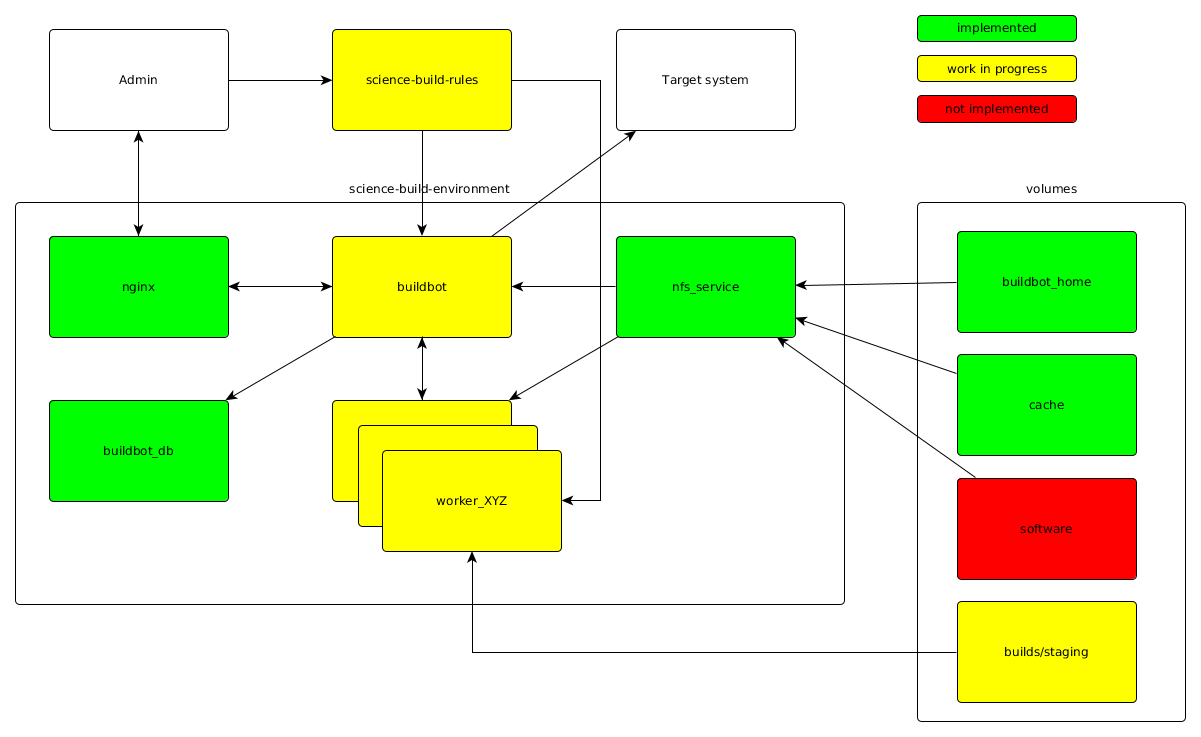 implemented
Admin
science-build-rules
Target system
work in progress
not implemented
science-build-environment
volumes
nginx
buildbot
nfs_service
buildbot_home
cache
buildbot_db
worker_XYZ
software
builds/staging